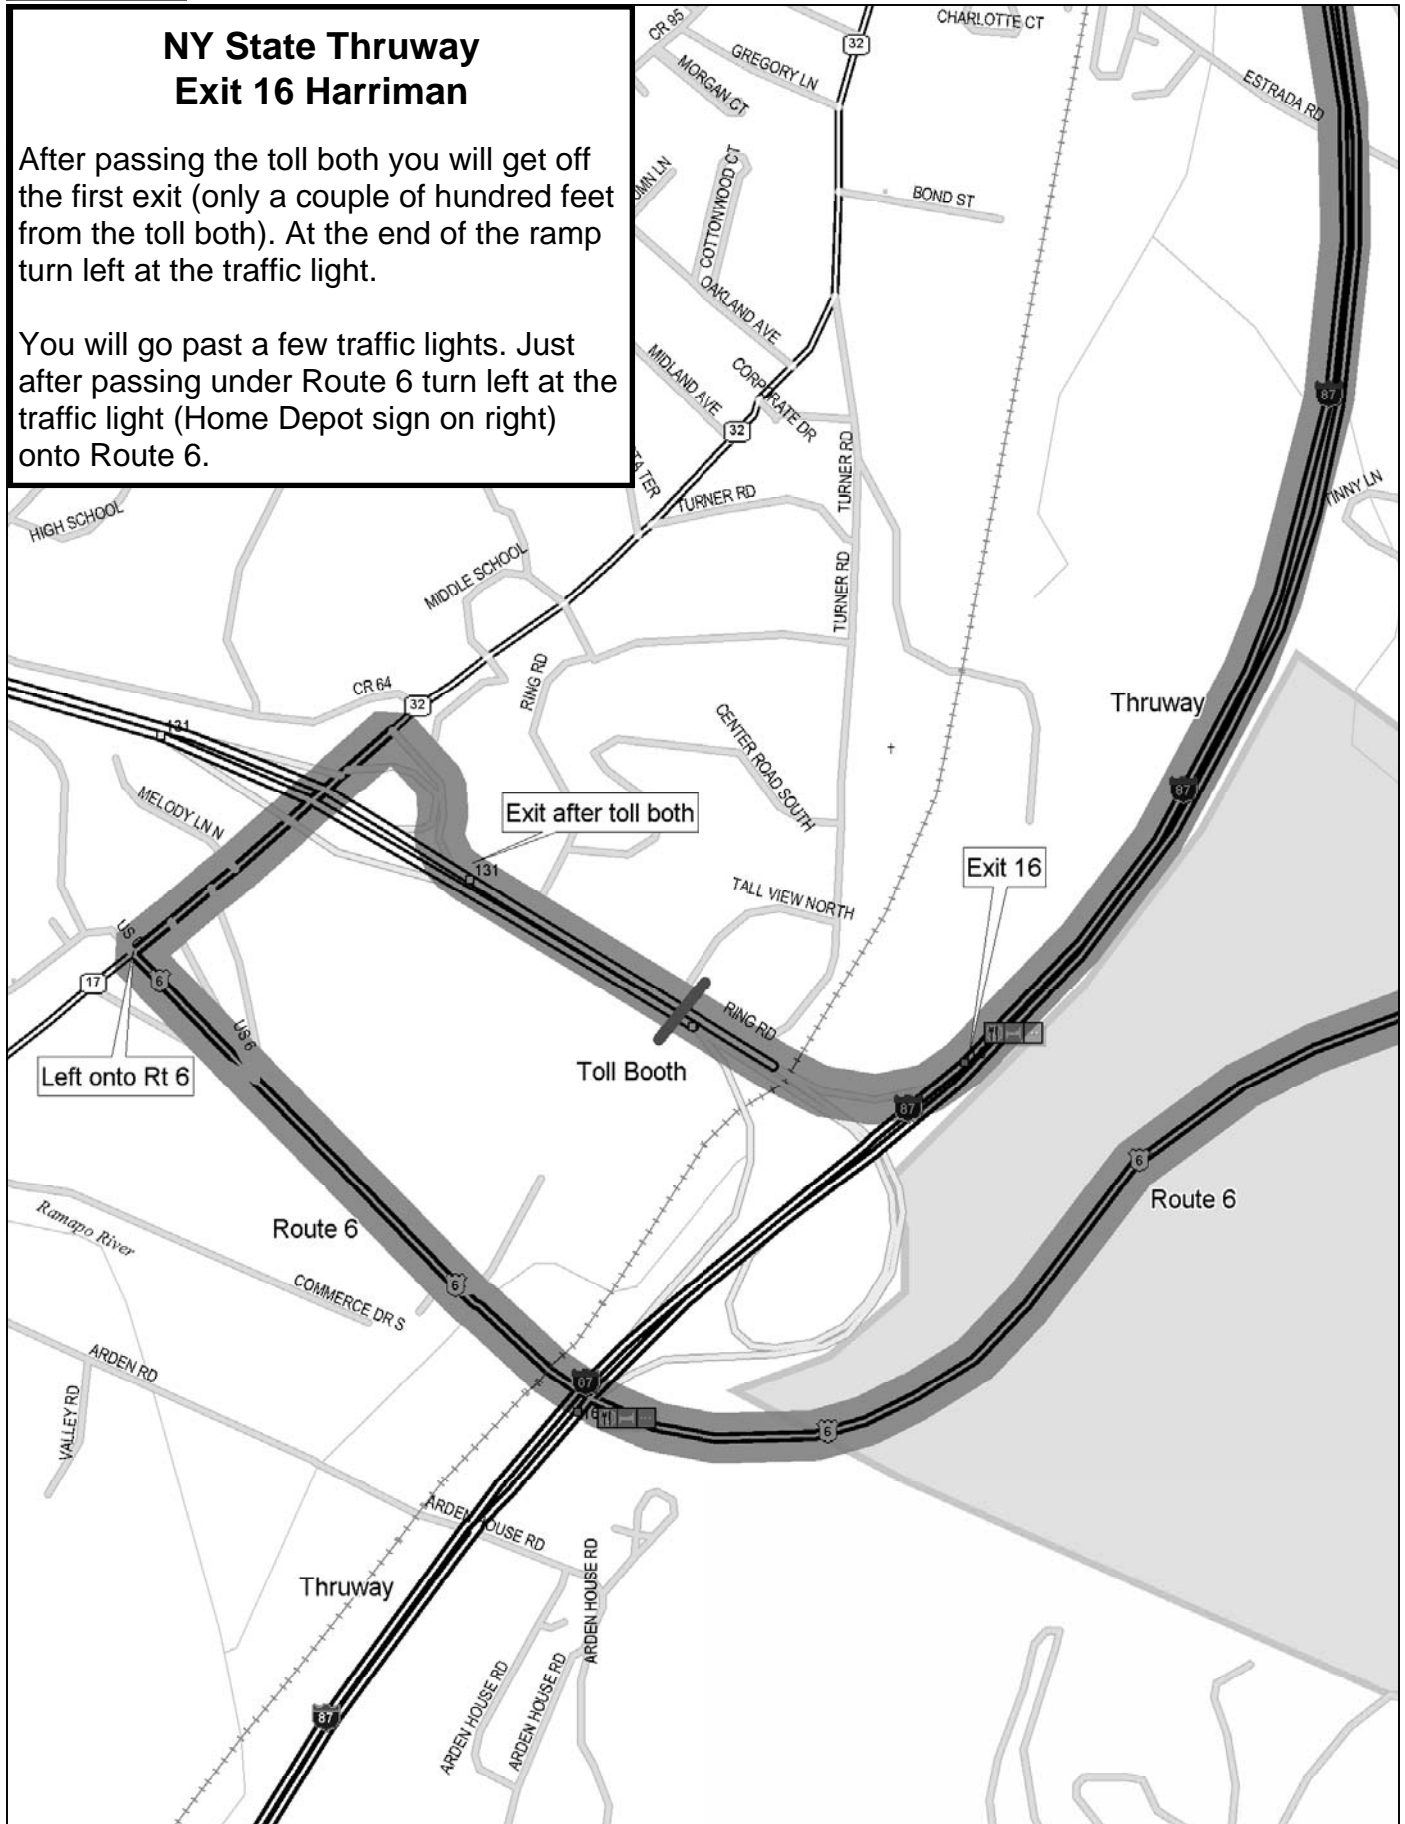 NY State Thruway
Exit 16 Harriman
After passing the toll both you will get off
the first exit (only a couple of hundred feet
from the toll both). At the end of the ramp
turn left at the traffic light.
You will go past a few traffic lights. Just
after passing under Route 6 turn left at the
traffic light (Home Depot sign on right)
onto Route 6.
CR 95
32
CHARLOTTE CT
GREGORY LN
MORGAN CT
ESTRADA RD
COTTONWOOD CT
BOND ST
OAKLAND AVE
MIDLAND AVE
CORPORATE DR
87
32
TURNER RD
TURNER RD
TER
HIGH SCHOOL
MIDDLE SCHOOL
TURNER RD
RING RD
CR 64
32
Thruway
131
CENTER ROAD SOUTH
MELODY LN N
87
Exit after toll both
131
Exit 16
TALL VIEW NORTH
US 6
17
6
RING RD
US 6
Left onto Rt 6
Toll Booth
87
6
Route 6
Ramapo River
Route 6
6
COMMERCE DR S
ARDEN RD
87
VALLEY RD
16
6
ARDEN HOUSE RD
ARDEN HOUSE RD
Thruway
ARDEN HOUSE RD
ARDEN HOUSE RD
87